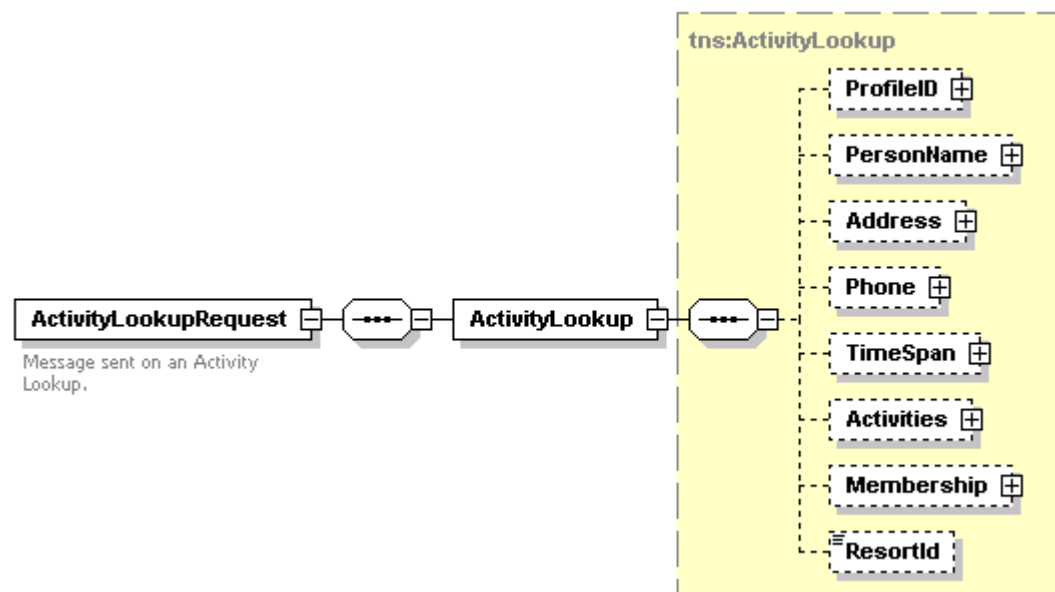 tns:ActivityLookup
ProfileID
PersonName
Address
Phone
ActivityLookupRequest
ActivityLookup
Message sent on an Activity
Lookup.
TimeSpan
Activities
Membership
ResortId